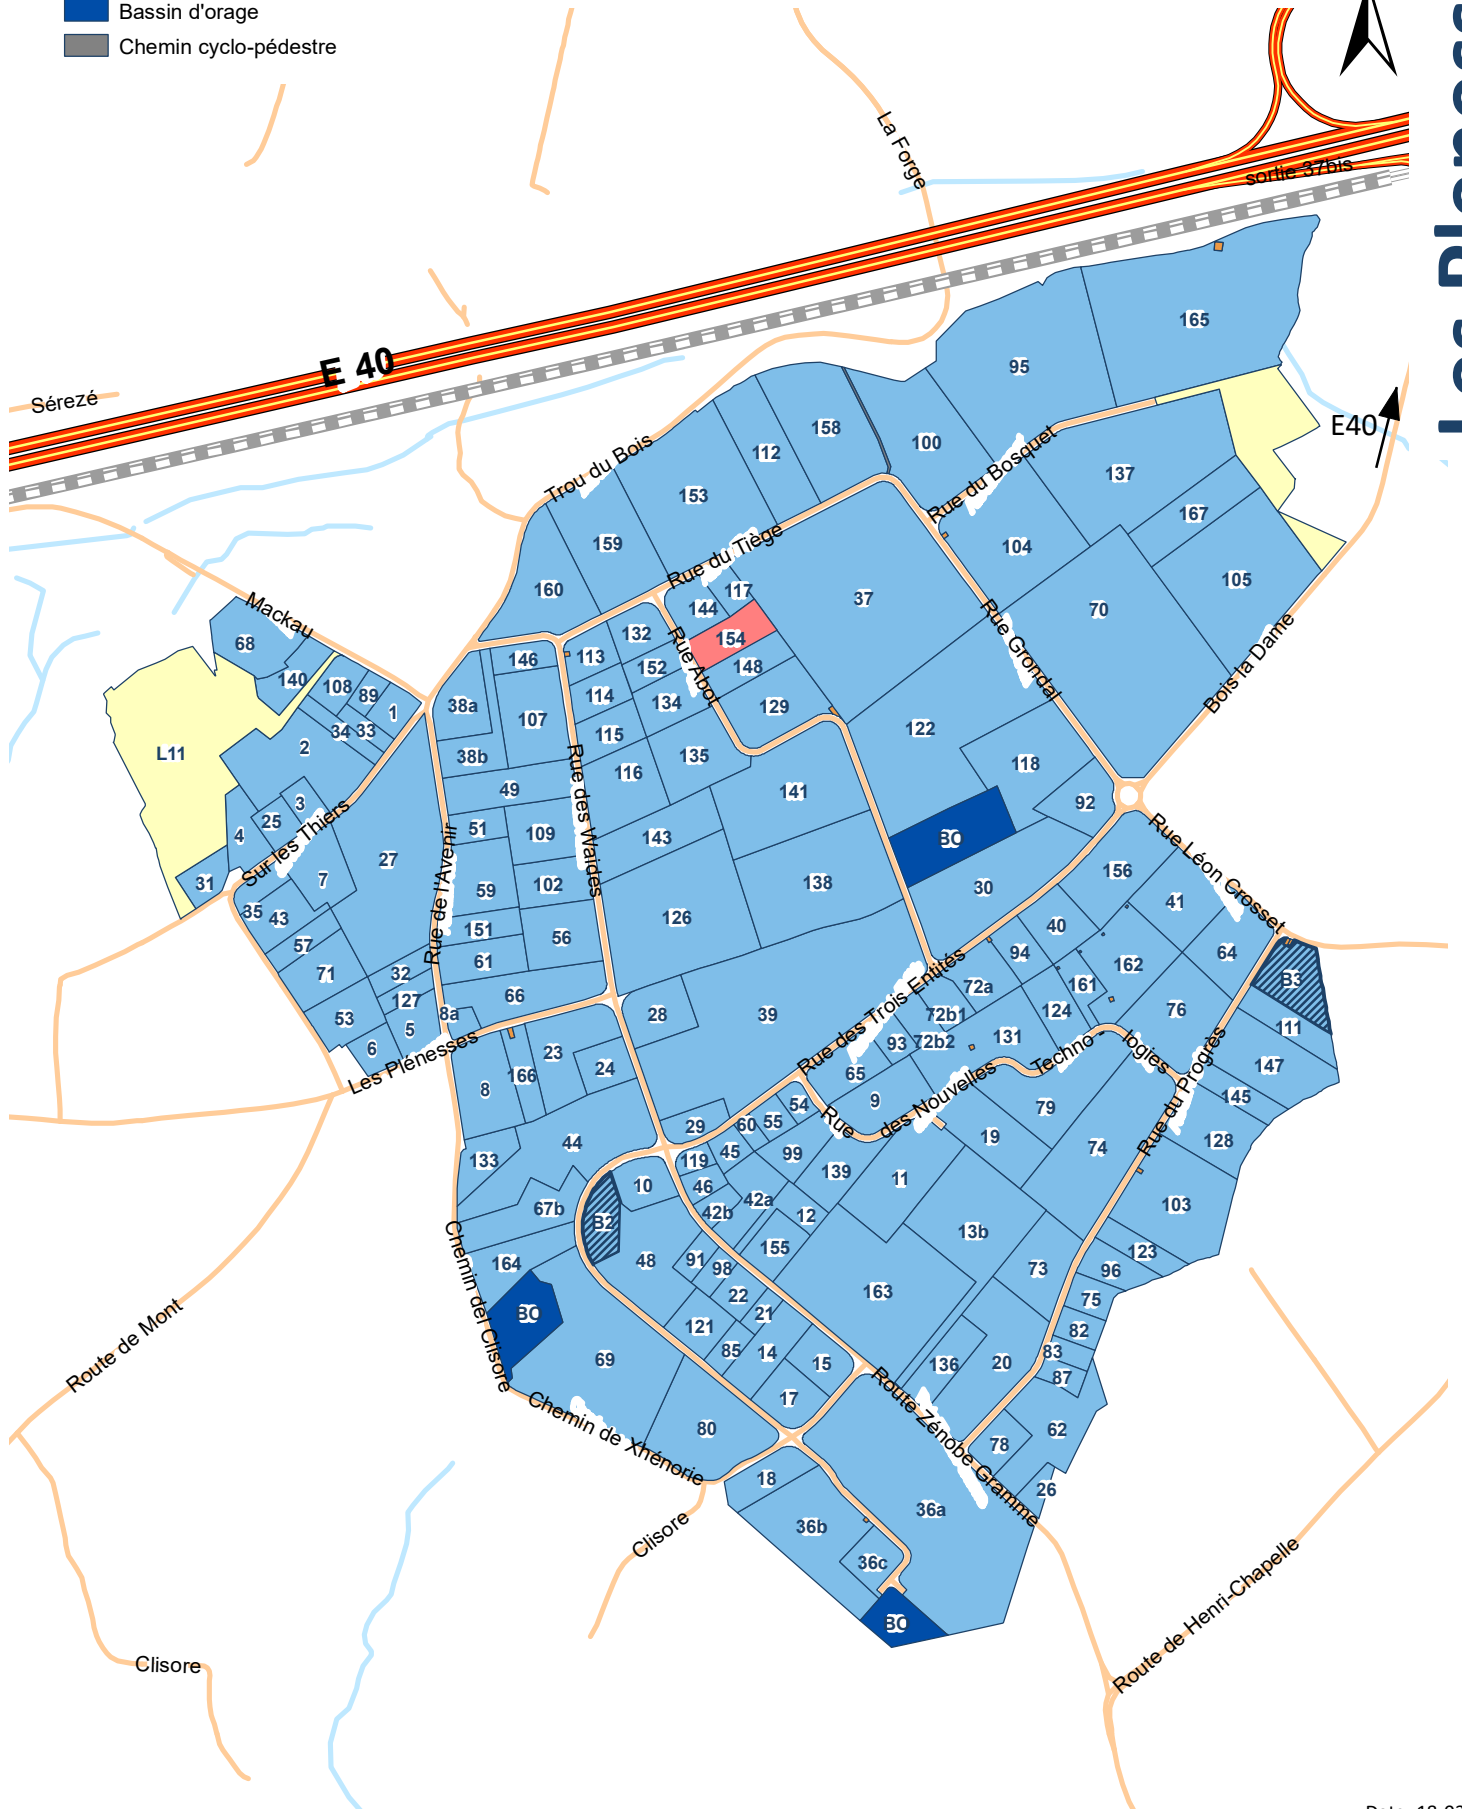 Bassin d'orage
Chemin cyclo-pédestre
La Forge
sortie 37bis
165
E 40
95
Sérezé
E40
158
100
112
Trou du Bois
Rue du Bosquet
137
153
167
159
Rue du Tiège
104
105
160
117
37
144
70
Mackau
68
132
154
Rue Grondal
113
146
152
148
Rue Abot
Bois la Dame
140
108
89
114
134
129
38a
1
107
34
33
115
122
2
L11
38b
135
116
118
141
49
3
92
25
51
109
BO
4
Sur les Thiers
143
Rue des Waides
Rue Léon Crosset
27
7
31
59
102
138
30
156
Rue de l'Avenir
41
35
43
126
40
151
57
56
94
64
61
162
71
32
B3
66
72a
161
127
Rue des Trois Entités
8a
28
39
72b1
124
76
53
5
111
93
72b2
131
6
23
Les Plénesses
Techno
logies
24
65
147
166
8
9
des Nouvelles
Rue
54
79
145
Rue du Progrès
29
60
55
19
128
44
74
45
99
133
119
139
11
10
46
42a
103
67b
42b
12
B2
13b
155
123
164
48
91
98
73
96
163
22
75
Chemin del Clisore
BO
21
121
82
Route de Mont
85
14
83
69
15
136
20
87
17
Chemin de Xhénorie
80
Route Zénobe Gramme
62
78
18
26
36a
36b
Clisore
36c
BO
Route de Henri-Chapelle
Clisore